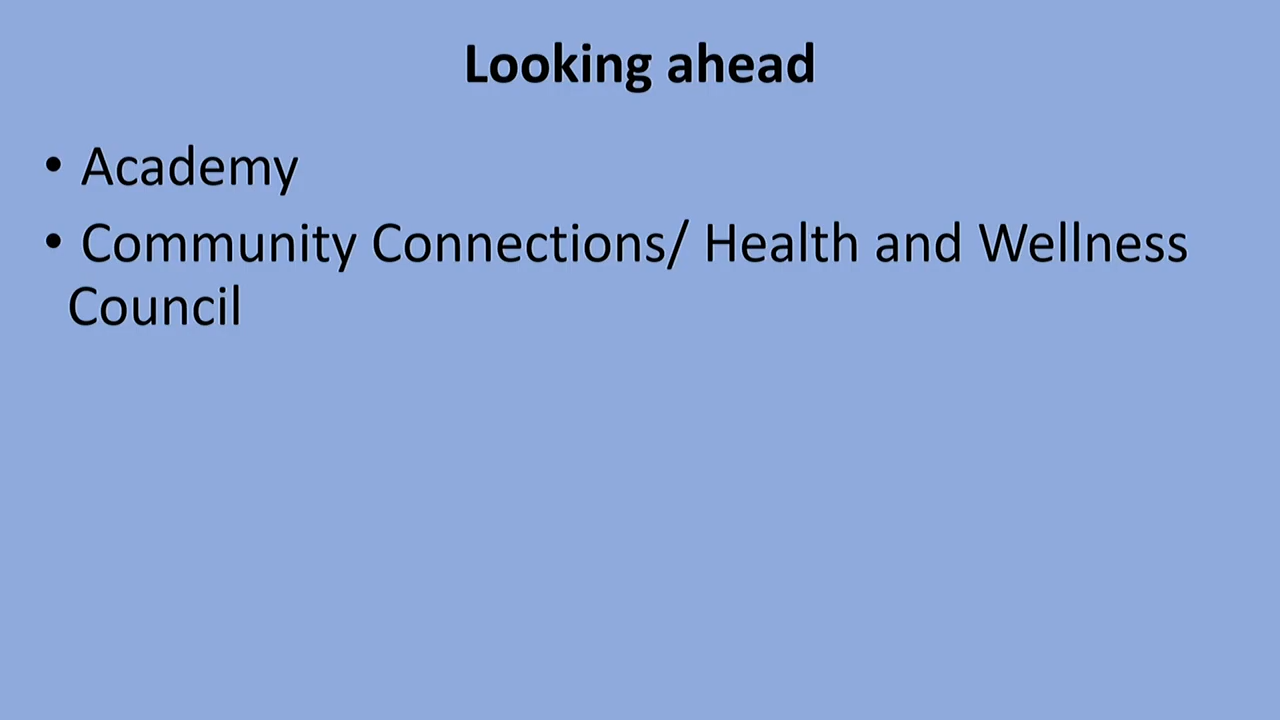 Looking ahead
• Academy
• Community Connections/ Health and Wellness
Council